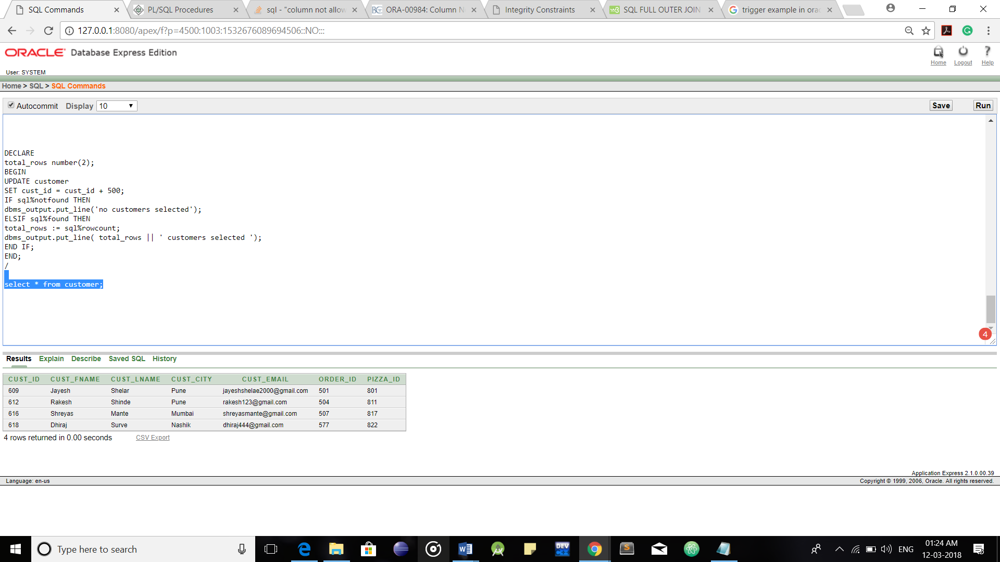 SQL Commands
PL/SQL Procedures
sql - "column not allow
ORA-00984: Column N
Integrity Constraints
SQL FULL OUTER JOIN
trigger example in orac
127.0.0.1:8080/apex/f?p=4500:1003:1532676089694506::NO:::
ORACLE Database Express Edition
Home Logout Help
User: SYSTEM
Home > SQL > SQL Commands
Autocommit Display 10 Save Run
DECLARE
total_rows number(2);
BEGIN
UPDATE customer
SET cust_id = cust_id + 500;
IF sql%notfound THEN
dbms_output.put_line('no customers selected');
ELSIF sql%found THEN
total_rows := sql%rowcount;
dbms_output.put_line( total_rows || ' customers selected ');
END IF;
END;
/
select * from customer;
4
Results Explain Describe Saved SQL History
CUST_ID CUST_FNAME CUST_LNAME CUST_CITY CUST_EMAIL ORDER_ID PIZZA_ID
609 Jayesh Shelar Pune jayeshshelae2000@gmail.com 501 801
612 Rakesh Shinde Pune rakesh123@gmail.com 504 811
616 Shreyas Mante Mumbai shreyasmante@gmail.com 507 817
618 Dhiraj Surve Nashik dhiraj444@gmail.com 577 822
4 rows returned in 0.00 seconds CSV Export
Application Express 2.1.0.00.39
Language: en-us Copyright © 1999, 2006, Oracle. All rights reserved.
Type here to search
DEV C++
ENG
01:24 AM
12-03-2018